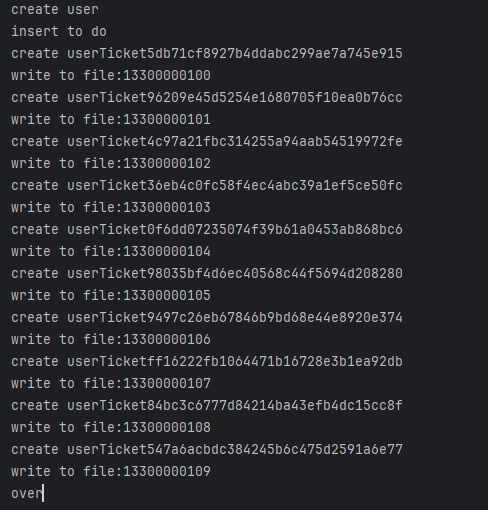 create user
insert to do
create userTicket5db71cf8927b4ddabc299ae7a745e915
write to file:13300000100
create userTicket96209e45d5254e1680705f10ea0b76cc
write to file:13300000101
create userTicket4c97a21fbc314255a94aab54519972fe
write to file:13300000102
create userTicket36eb4c0fc58f4ec4abc39a1ef5ce50fc
write to file:13300000103
create userTicket0f6dd07235074f39b61a0453ab868bc6
write to file:13300000104
create userTicket98035bf4d6ec40568c44f5694d208280
write to file:13300000105
create userTicket9497c26eb67846b9bd68e44e8920e374
write to file:13300000106
create userTicketff16222fb1064471b16728e3b1ea92db
write to file:13300000107
create userTicket84bc3c6777d84214ba43efb4dc15cc8f
write to file:13300000108
create userTicket547a6acbdc384245b6c475d2591a6e77
write to file:13300000109
over